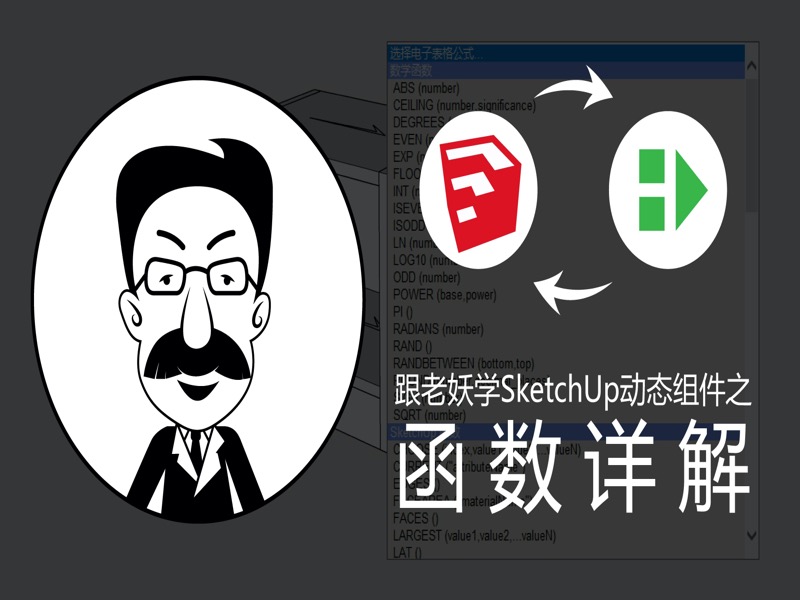 选择电子表格公式...
数学函数
ABS (number)
CEILING (number,significance)
DEGREES
EVEN
EXP
INT
LN
LOG10
ODD (number)
POWER (base,power)
PI ()
RADIANS (number)
RAND ()
RANDBETWEEN (bottom,top)
跟老妖学SketchUp动态组件之
SQRT (number)
函数详解
FACES ()
LARGEST (value1,value2,...valueN)
LAT ()